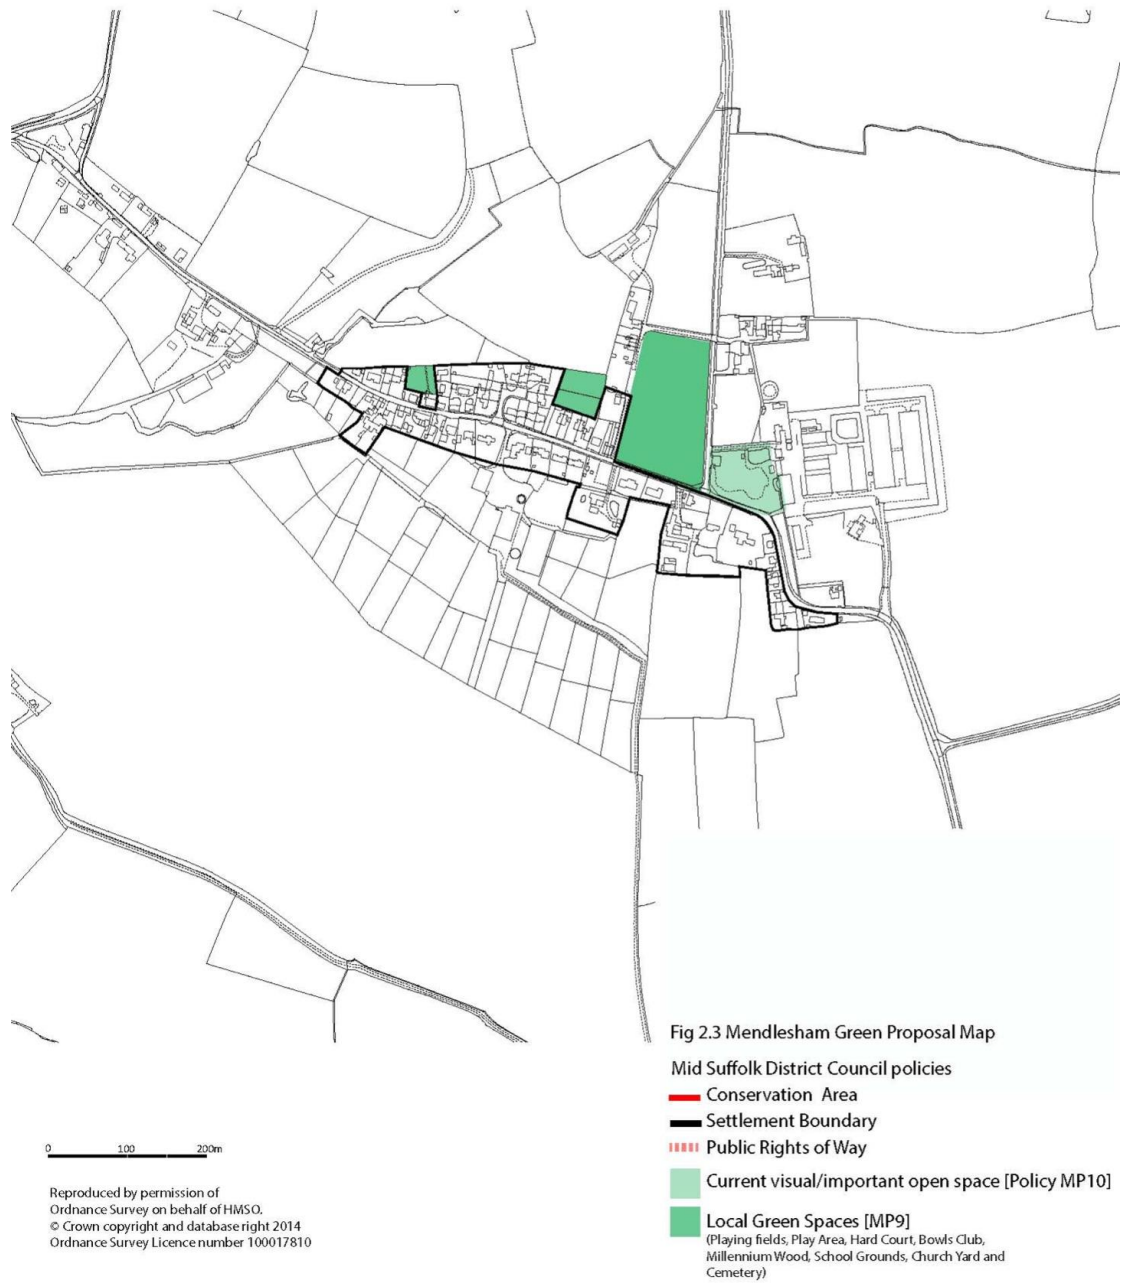 Fig 2.3 Mendlesham Green Proposal Map
Mid Suffolk District Council policies
Conservation Area
Settlement Boundary
Public Rights of Way
Current visual/important open space [Policy MP10]
Local Green Spaces [MP9]
(Playing fields, Play Area, Hard Court, Bowls Club,
Millennium Wood, School Grounds, Church Yard and
Cemetery)
0 100 200m
Reproduced by permission of
Ordnance Survey on behalf of HMSO.
© Crown copyright and database right 2014
Ordnance Survey Licence number 100017810